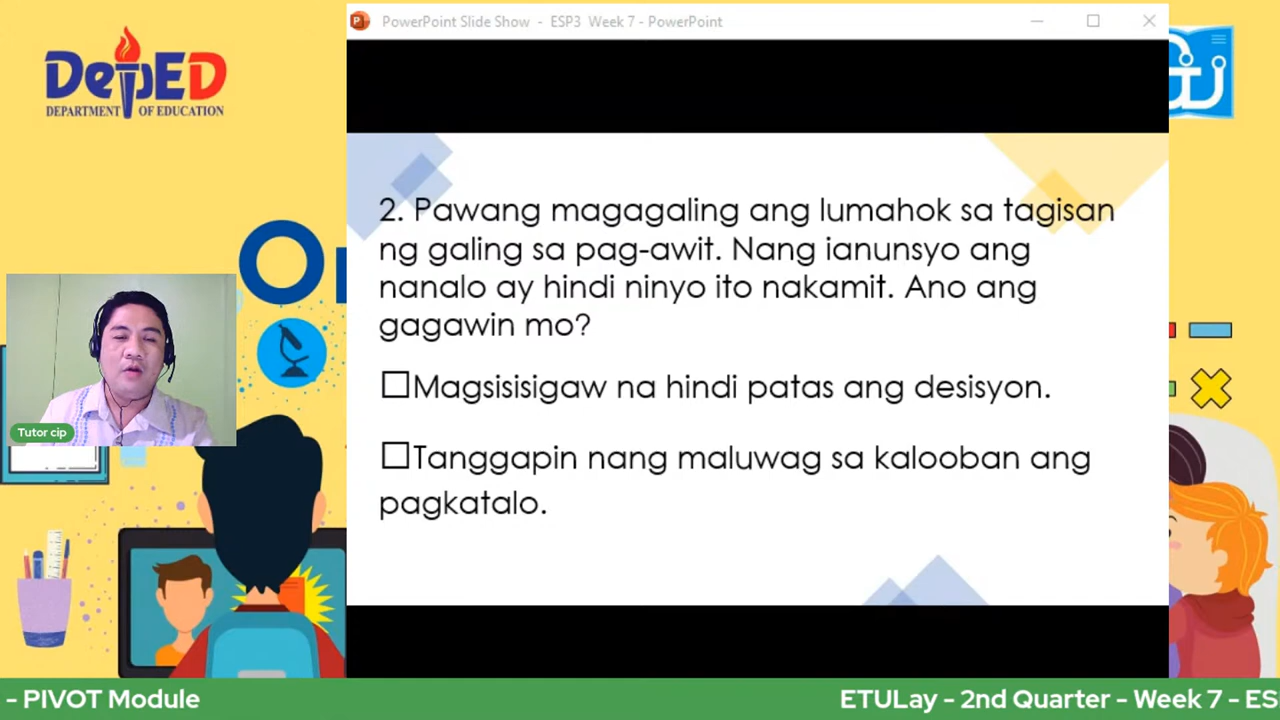 PowerPoint Slide Show - ESP3 Week 7 - PowerPoint
DepED
DEPARTMENT OF EDUCATION
2. Pawang magagaling ang lumahok sa tagisan
ng galing sa pag-awit. Nang ianunsyo ang
nanalo ay hindi ninyo ito nakamit. Ano ang
gagawin mo?
☐Magsisisigaw na hindi patas ang desisyon.
☐Tanggapin nang maluwag sa kalooban ang
pagkatalo.
Tutor cip
- PIVOT Module
ETULay - 2nd Quarter - Week 7 - ES